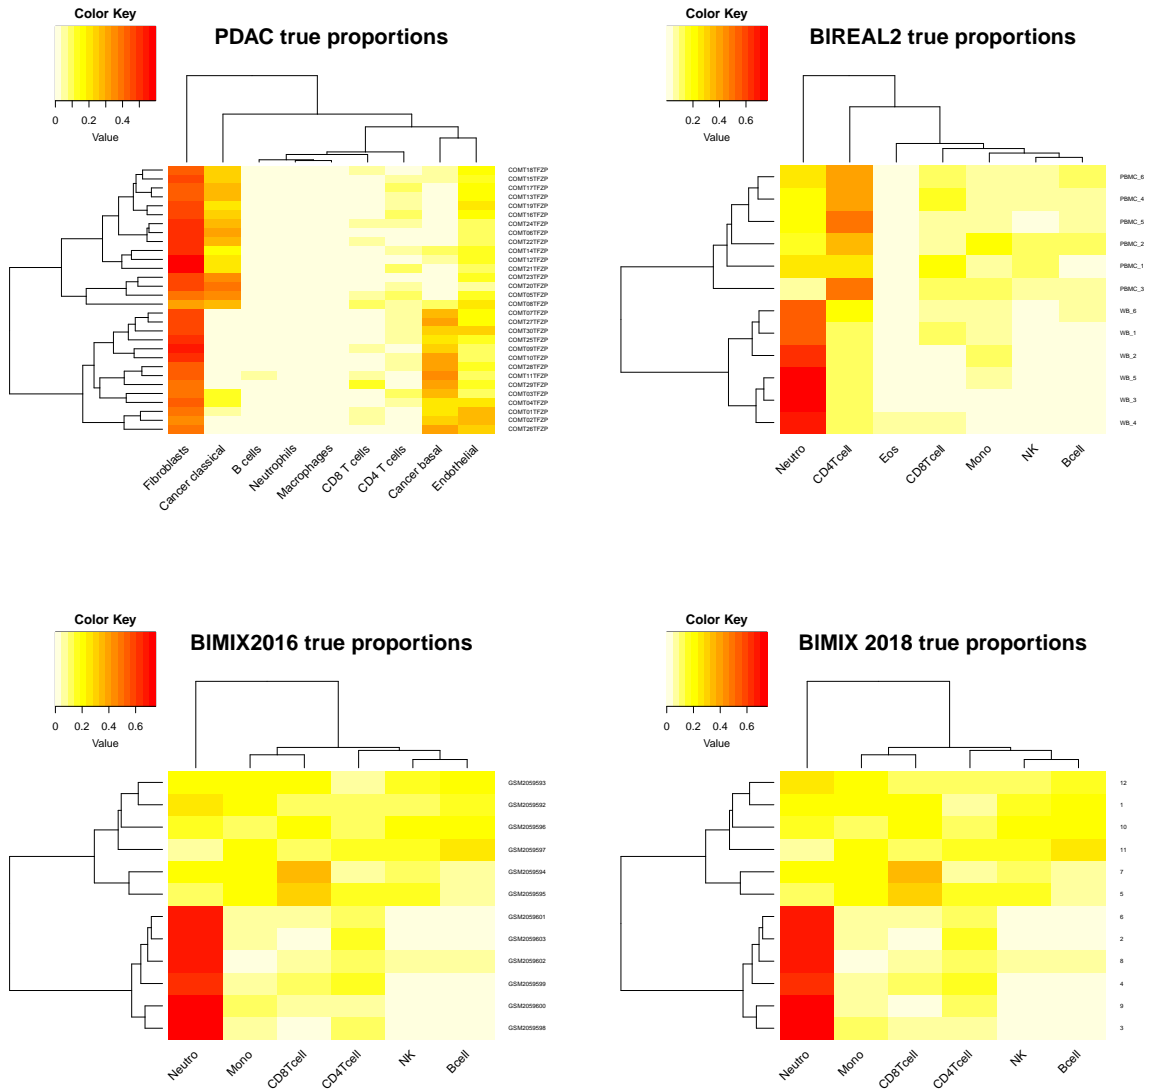 Color Key
PDAC true proportions
0 0.2 0.4
Value
COMT18TFZP
COMT15TFZP
COMT17TFZP
COMT13TFZP
COMT19TFZP
COMT16TFZP
COMT24TFZP
COMT06TFZP
COMT22TFZP
COMT14TFZP
COMT12TFZP
COMT21TFZP
COMT23TFZP
COMT20TFZP
COMT05TFZP
COMT08TFZP
COMT07TFZP
COMT27TFZP
COMT30TFZP
COMT25TFZP
COMT09TFZP
COMT10TFZP
COMT28TFZP
COMT11TFZP
COMT29TFZP
COMT03TFZP
COMT04TFZP
COMT01TFZP
COMT02TFZP
COMT26TFZP
Fibroblasts
Cancer classical
B cells
Neutrophils
Macrophages
CD8 T cells
CD4 T cells
Cancer basal
Endothelial
Color Key
BIREAL2 true proportions
0.2 0.4 0.6
Value
PBMC_6
PBMC_4
PBMC_5
PBMC_2
PBMC_1
PBMC_3
WB_6
WB_1
WB_2
WB_5
WB_3
WB_4
Neutro
CD4Tcell
Eos
CD8Tcell
Mono
NK
Bcell
Color Key
BIMIX2016 true proportions
0 0.2 0.4 0.6
Value
GSM2059593
GSM2059592
GSM2059596
GSM2059597
GSM2059594
GSM2059595
GSM2059601
GSM2059603
GSM2059602
GSM2059599
GSM2059600
GSM2059598
Neutro
Mono
CD8Tcell
CD4Tcell
NK
Bcell
Color Key
BIMIX 2018 true proportions
0 0.2 0.4 0.6
Value
12
1
10
11
7
5
6
2
8
4
9
3
Neutro
Mono
CD8Tcell
CD4Tcell
NK
Bcell